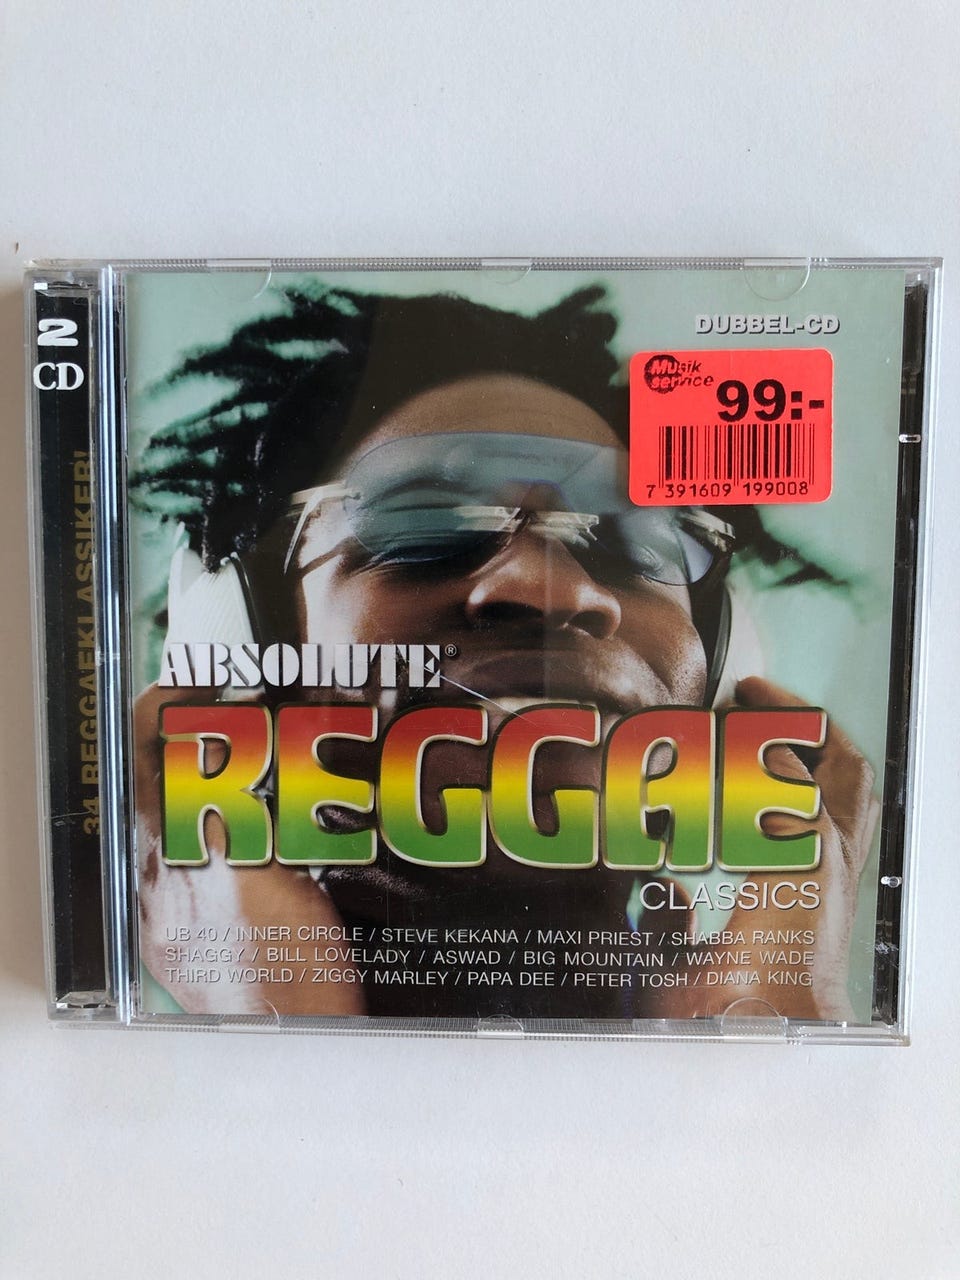 2
CD
34 REGGAEKLASSIKER!
DUBBEL-CD
Musik
service
99:-
7 391609 199008
ABSOLUTE®
REGGAE
CLASSICS
UB 40 / INNER CIRCLE / STEVE KEKANA / MAXI PRIEST / SHABBA RANKS
SHAGGY / BILL LOVELADY / ASWAD / BIG MOUNTAIN / WAYNE WADE
THIRD WORLD / ZIGGY MARLEY / PAPA DEE / PETER TOSH / DIANA KING